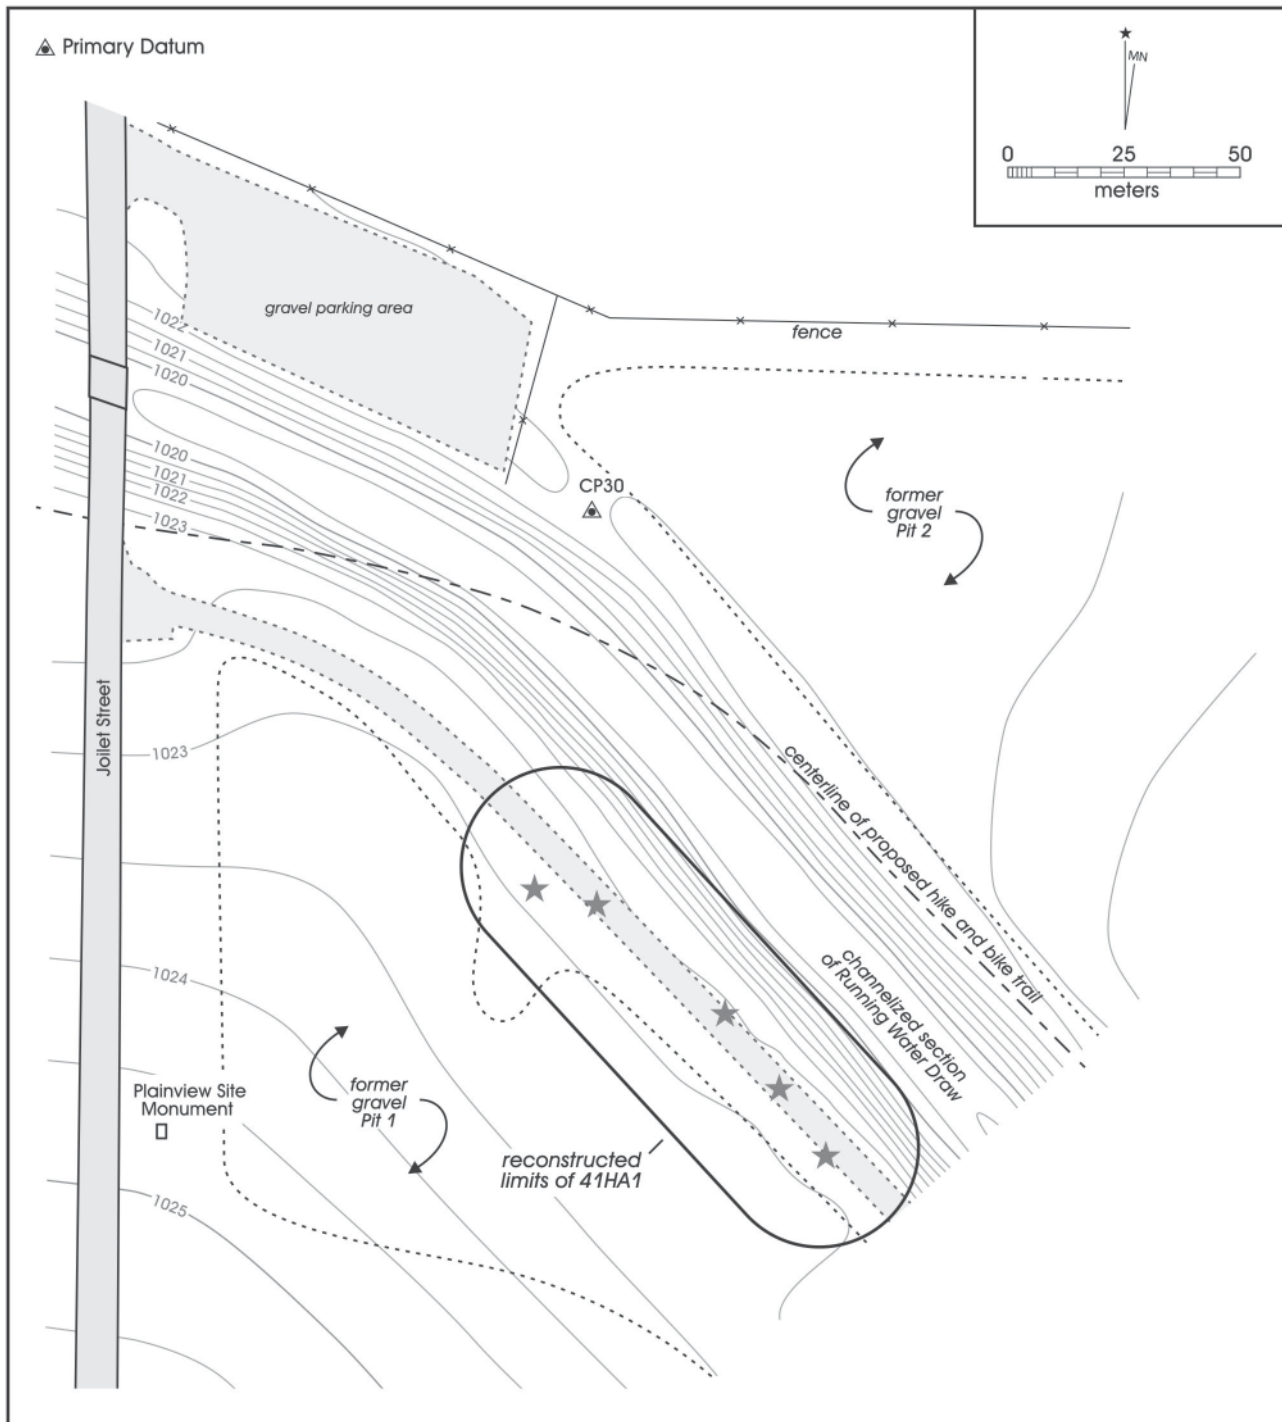 Primary Datum
MN
0 25 50
meters
gravel parking area
fence
1022
1021
1020
1020
1021
1022
1023
CP30
former
gravel
Pit 2
Joilet Street
1023
centerline of proposed hike and bike trail
channelized section
of Running Water Draw
1024
Plainview Site
Monument
former
gravel
Pit 1
reconstructed
limits of 41HA1
1025